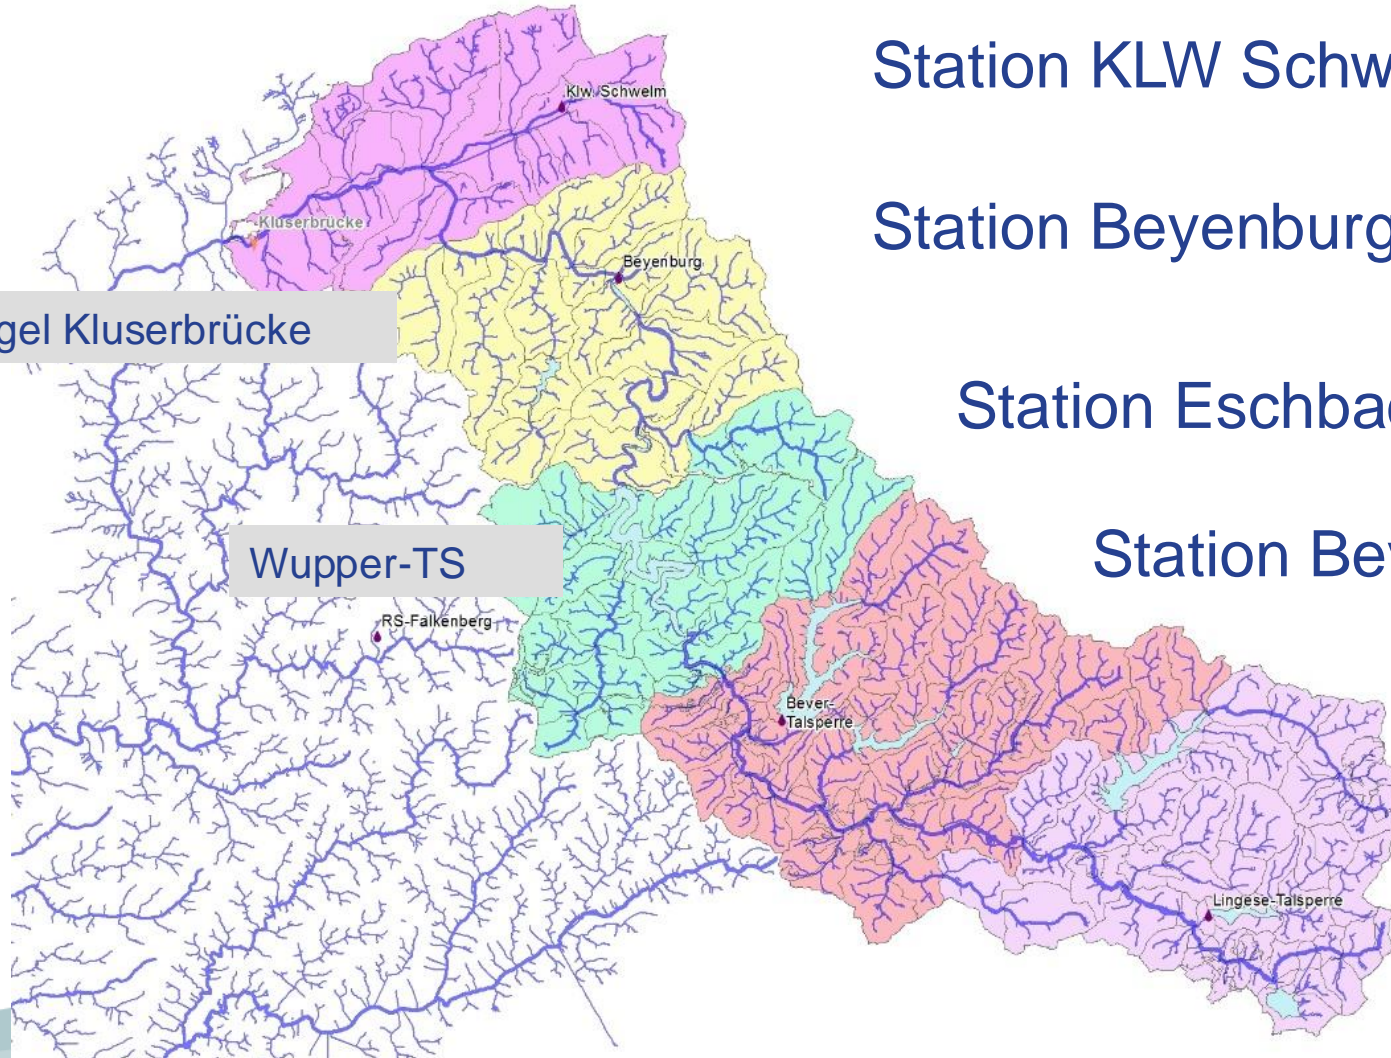 Station KLW Schw
Klw. Schwelm
Station Beyenburg
Kluserbrücke
Beyenburg
gel Kluserbrücke
Station Eschba
Station Be
Wupper-TS
RS-Falkenberg
Bever-
Talsperre
Lingese-Talsperre